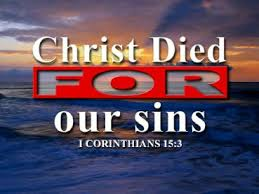 Christ Died
FOR
our sins
I CORINTHIANS 15:3